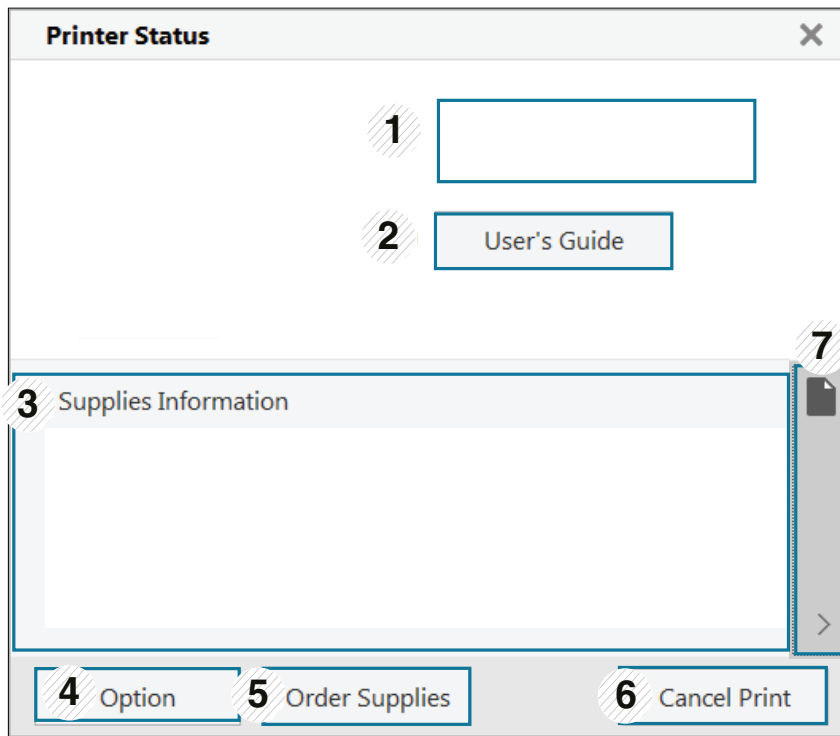 Printer Status
1
2 User's Guide
7
3 Supplies Information
4 Option 5 Order Supplies 6 Cancel Print